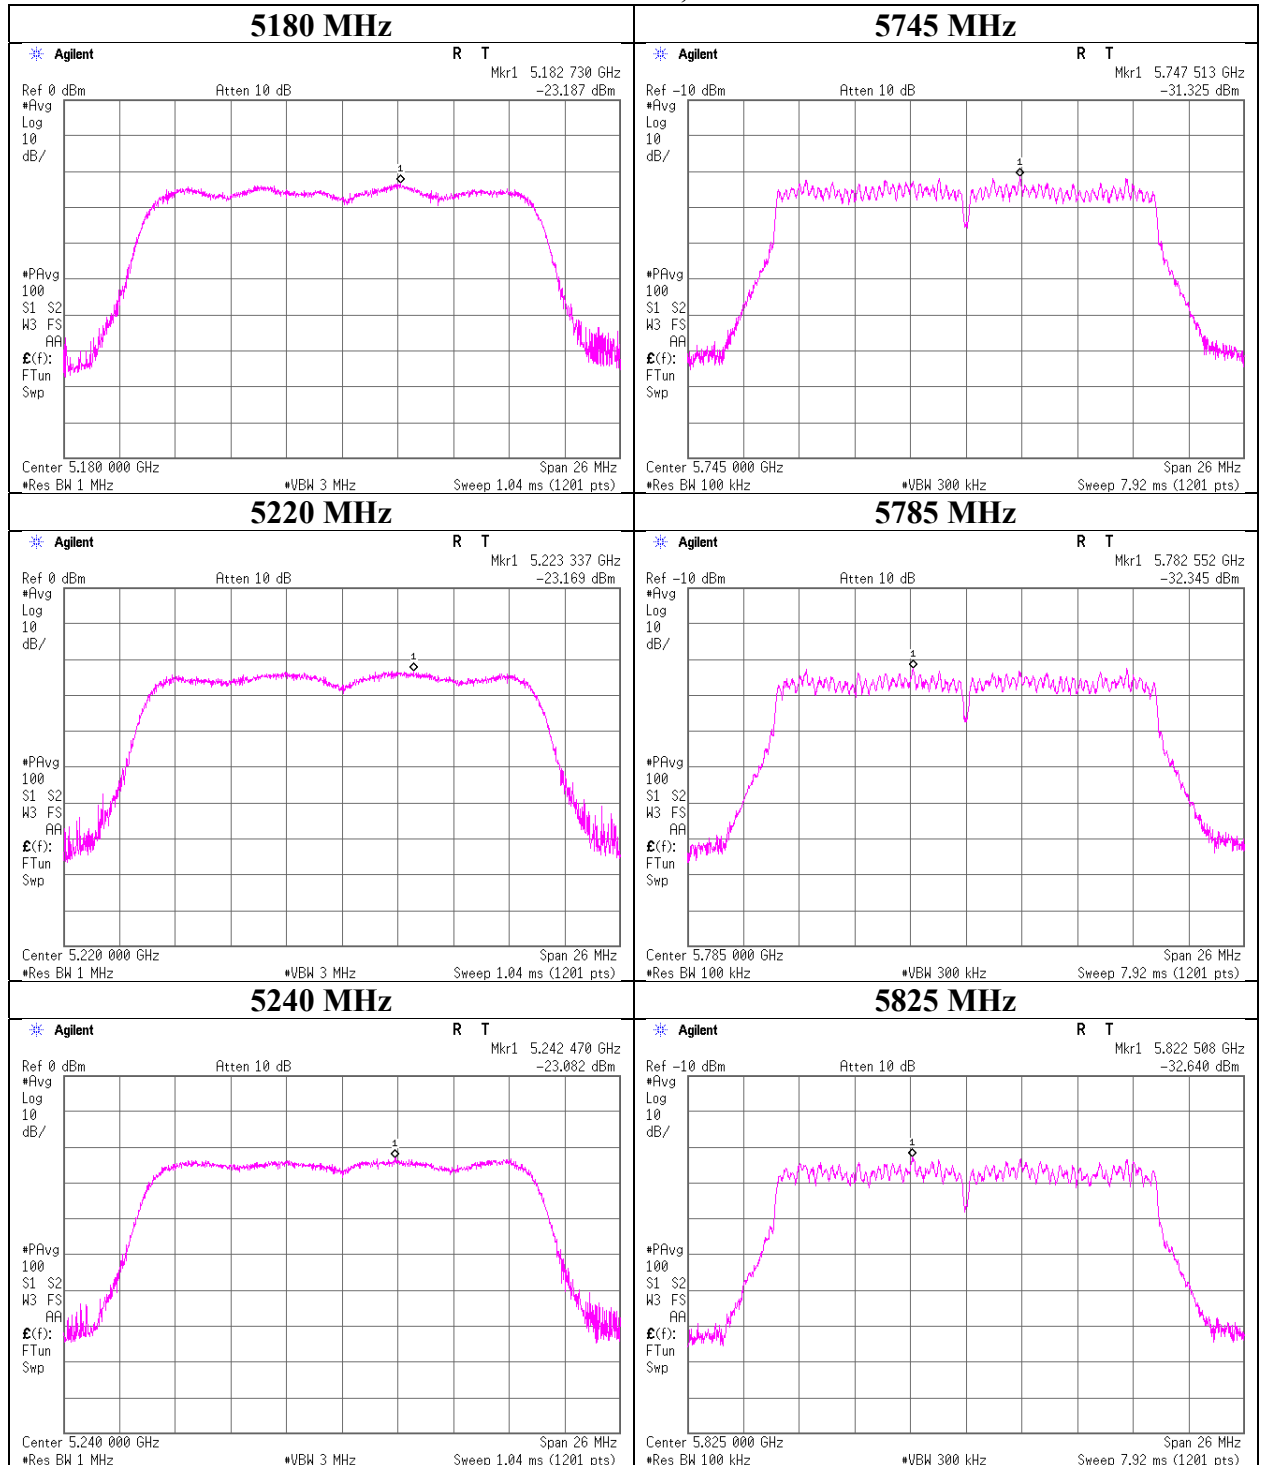 5180 MHz
Agilent R T
Mkr1 5.182 730 GHz
Ref 0 dBm Atten 10 dB -23.187 dBm
#Avg
Log
10
dB/
1
#PAvg
100
S1 S2
W3 FS
AA
£(f):
FTun
Swp
Center 5.180 000 GHz Span 26 MHz
#Res BW 1 MHz #VBW 3 MHz Sweep 1.04 ms (1201 pts)
5745 MHz
Agilent R T
Mkr1 5.747 513 GHz
Ref -10 dBm Atten 10 dB -31.325 dBm
#Avg
Log
10
dB/
1
#PAvg
100
S1 S2
W3 FS
AA
£(f):
FTun
Swp
Center 5.745 000 GHz Span 26 MHz
#Res BW 100 kHz #VBW 300 kHz Sweep 7.92 ms (1201 pts)
5220 MHz
Agilent R T
Mkr1 5.223 337 GHz
Ref 0 dBm Atten 10 dB -23.169 dBm
#Avg
Log
10
dB/
1
#PAvg
100
S1 S2
W3 FS
AA
£(f):
FTun
Swp
Center 5.220 000 GHz Span 26 MHz
#Res BW 1 MHz #VBW 3 MHz Sweep 1.04 ms (1201 pts)
5785 MHz
Agilent R T
Mkr1 5.782 552 GHz
Ref -10 dBm Atten 10 dB -32.345 dBm
#Avg
Log
10
dB/
1
#PAvg
100
S1 S2
W3 FS
AA
£(f):
FTun
Swp
Center 5.785 000 GHz Span 26 MHz
#Res BW 100 kHz #VBW 300 kHz Sweep 7.92 ms (1201 pts)
5240 MHz
Agilent R T
Mkr1 5.242 470 GHz
Ref 0 dBm Atten 10 dB -23.082 dBm
#Avg
Log
10
dB/
1
#PAvg
100
S1 S2
W3 FS
AA
£(f):
FTun
Swp
Center 5.240 000 GHz Span 26 MHz
#Res BW 1 MHz #VBW 3 MHz Sweep 1.04 ms (1201 pts)
5825 MHz
Agilent R T
Mkr1 5.822 508 GHz
Ref -10 dBm Atten 10 dB -32.640 dBm
#Avg
Log
10
dB/
1
#PAvg
100
S1 S2
W3 FS
AA
£(f):
FTun
Swp
Center 5.825 000 GHz Span 26 MHz
#Res BW 100 kHz #VBW 300 kHz Sweep 7.92 ms (1201 pts)